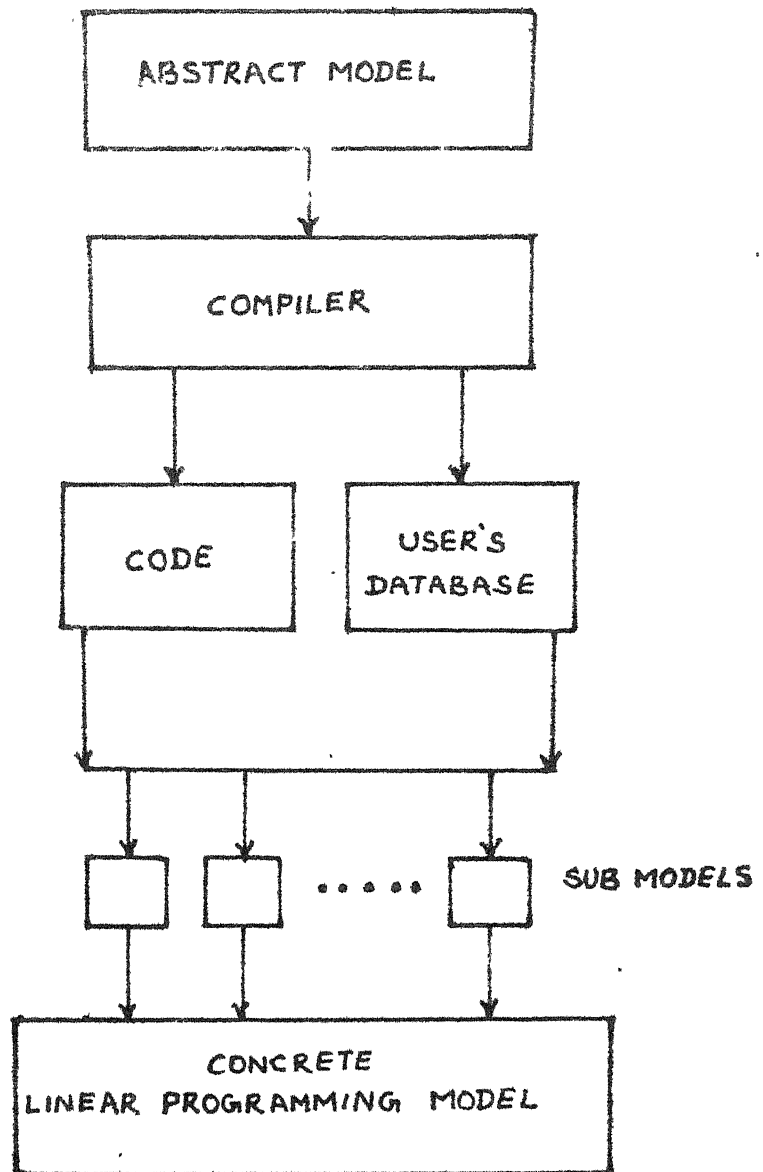 ABSTRACT MODEL
COMPILER
CODE
USER'S
DATABASE
SUB MODELS
CONCRETE
LINEAR PROGRAMMING MODEL